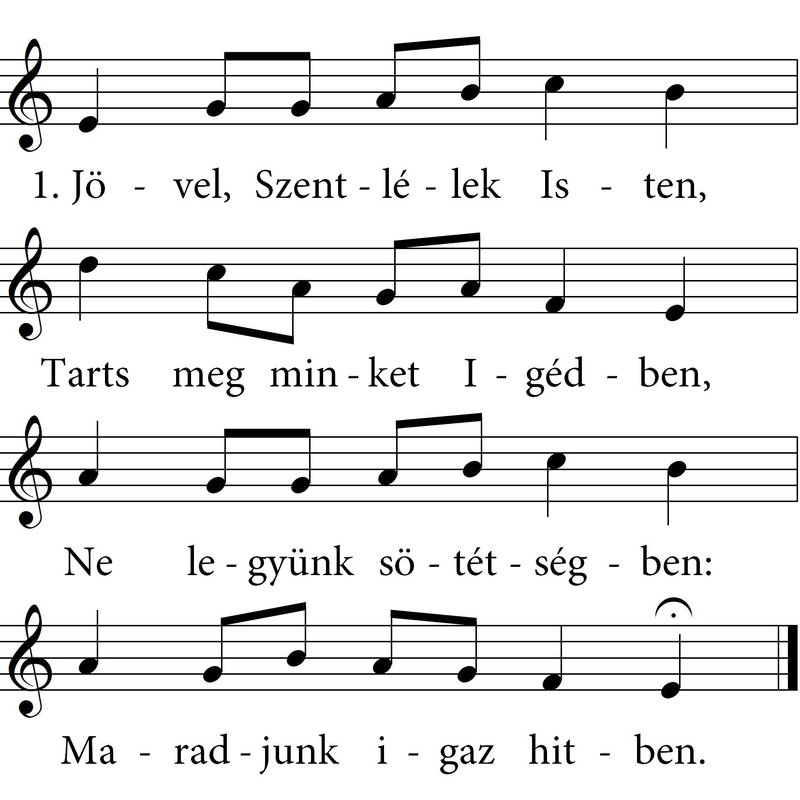 1. Jö - vel, Szent - lé - lek Is - ten,
Tarts meg min - ket I - géd - ben,
Ne le - gyünk sö - tét - ség - ben:
Ma - rad - junk i - gaz hit - ben.